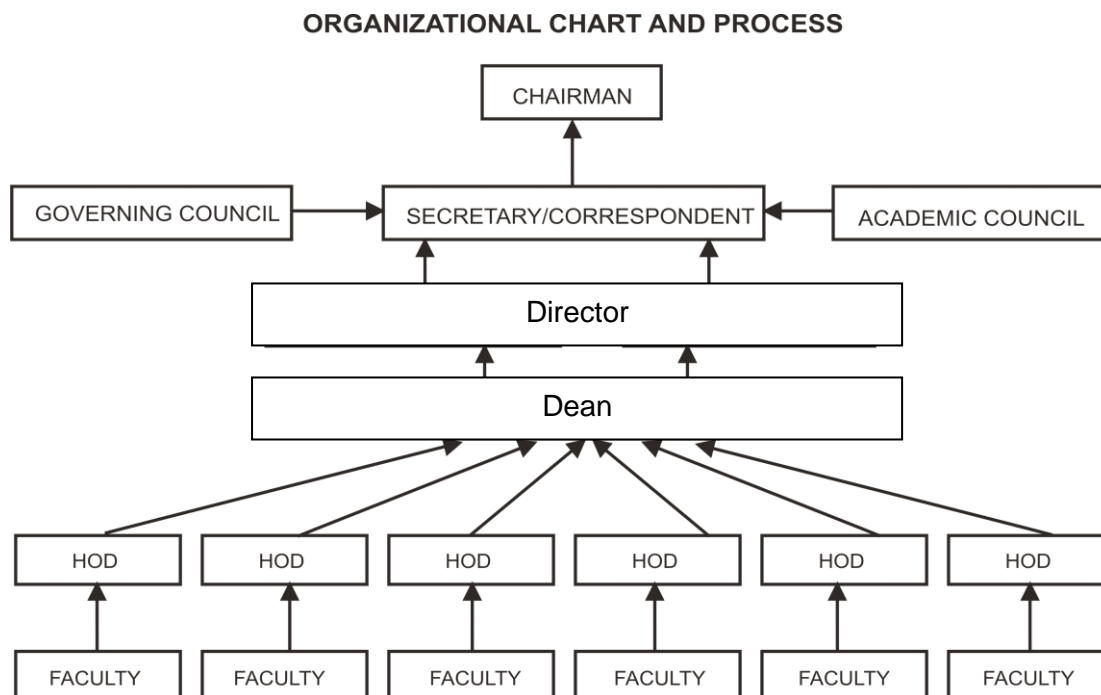 ORGANIZATIONAL CHART AND PROCESS
CHAIRMAN
GOVERNING COUNCIL
SECRETARY/CORRESPONDENT
ACADEMIC COUNCIL
Director
Dean
HOD
HOD
HOD
HOD
HOD
HOD
FACULTY
FACULTY
FACULTY
FACULTY
FACULTY
FACULTY